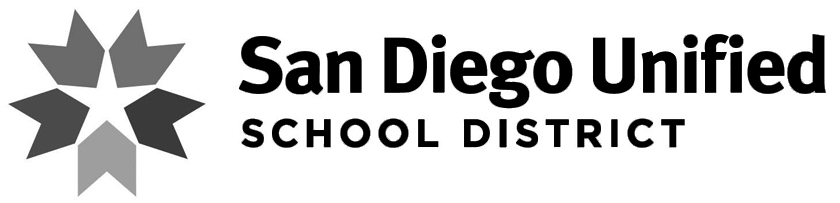 San Diego Unified
SCHOOL DISTRICT